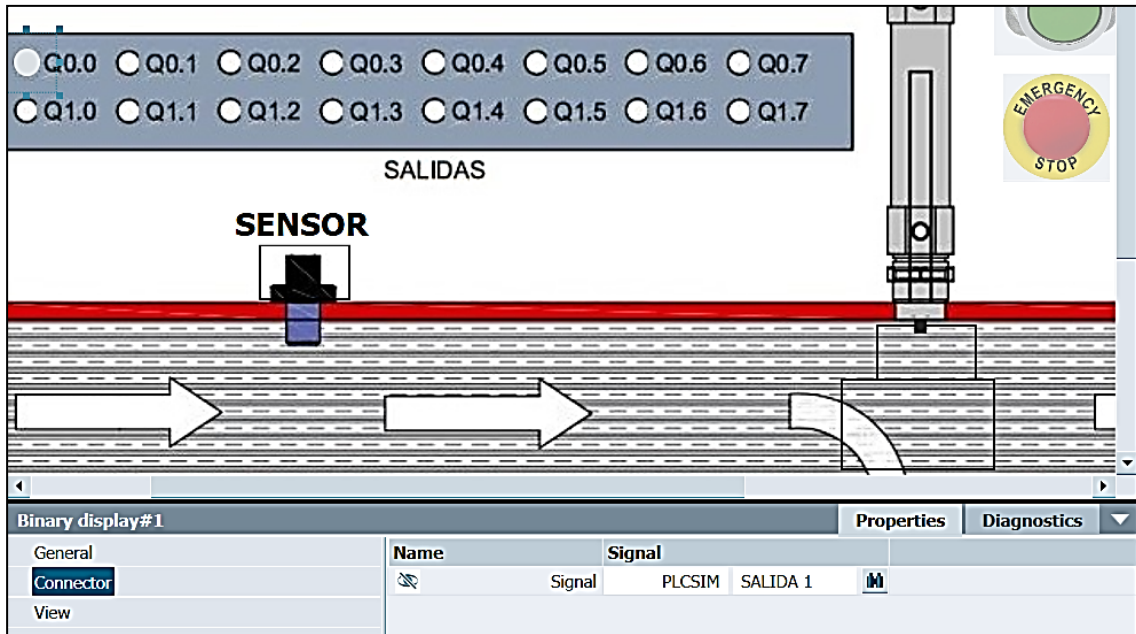 Q0.0 Q0.1 Q0.2 Q0.3 Q0.4 Q0.5 Q0.6 Q0.7
Q1.0 Q1.1 Q1.2 Q1.3 Q1.4 Q1.5 Q1.6 Q1.7
SALIDAS
EMERGENCY
STOP
SENSOR
Binary display#1 Properties Diagnostics
General Name Signal
Connector Signal PLCSIM SALIDA 1
View